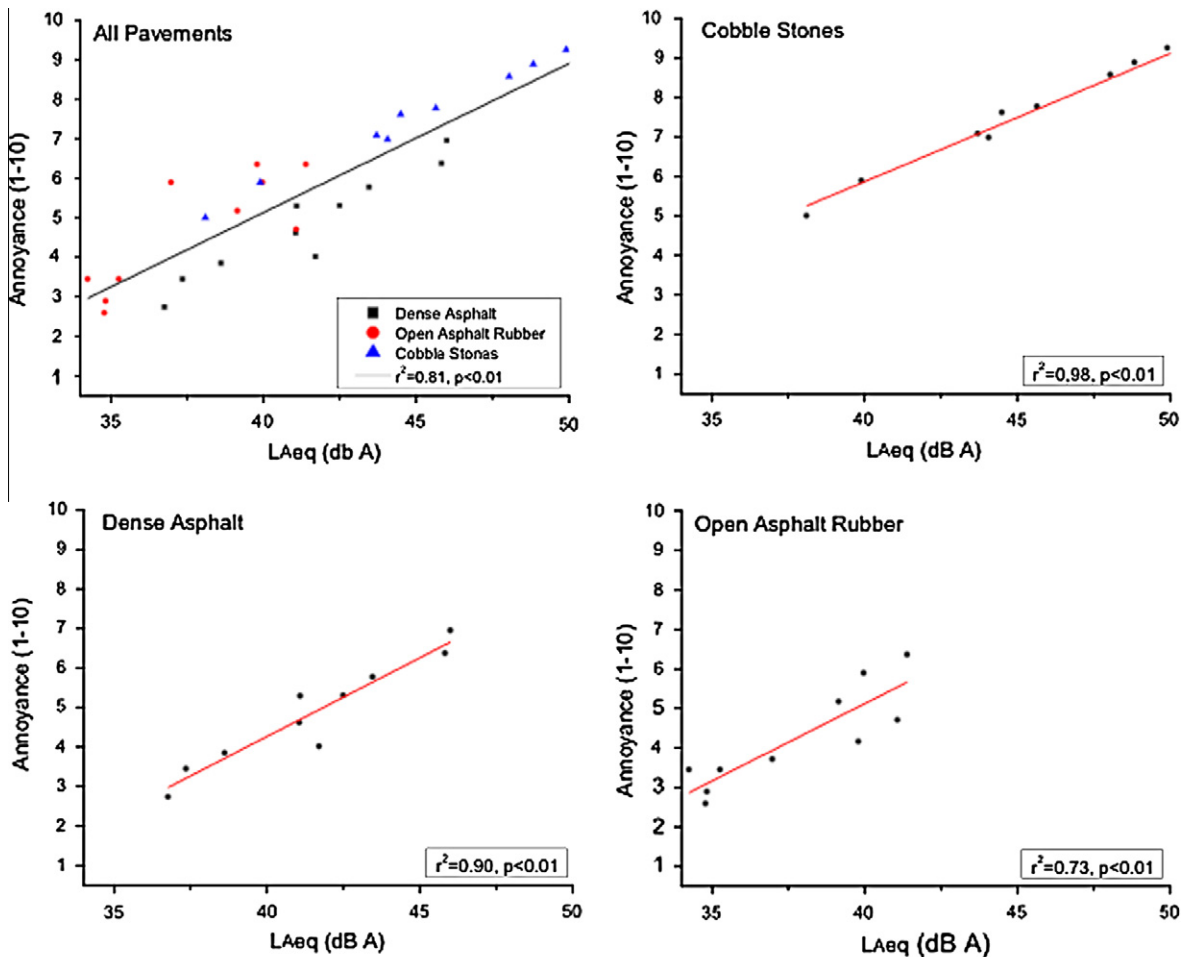 All Pavements
10
9
8
7
6
5
4
3
2
1
Annoyance (1-10)
Dense Asphalt
Open Asphalt Rubber
Cobble Stonas
r²=0.81, p<0.01
35 40 45 50
LAeq (db A)
Cobble Stones
10
9
8
7
6
5
4
3
2
1
Annoyance (1-10)
r²=0.98, p<0.01
35 40 45 50
LAeq (dB A)
Dense Asphalt
10
9
8
7
6
5
4
3
2
1
Annoyance (1-10)
r²=0.90, p<0.01
35 40 45 50
LAeq (dB A)
Open Asphalt Rubber
10
9
8
7
6
5
4
3
2
1
Annoyance (1-10)
r²=0.73, p<0.01
35 40 45 50
LAeq (dB A)